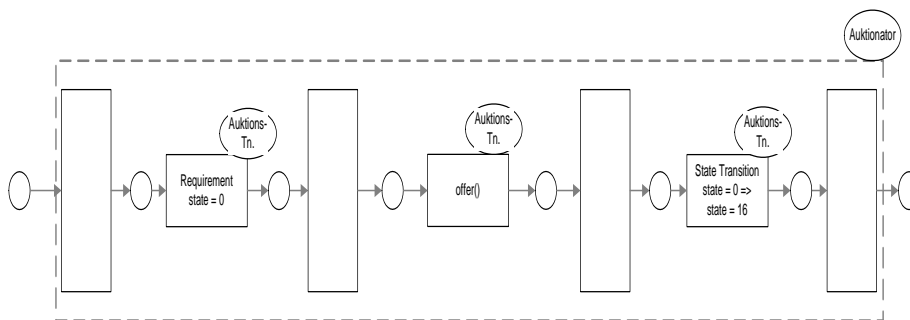 Auktionator
Auktions-
Tn.
Requirement
state = 0
Auktions-
Tn.
offer()
Auktions-
Tn.
State Transition
state = 0 =>
state = 16